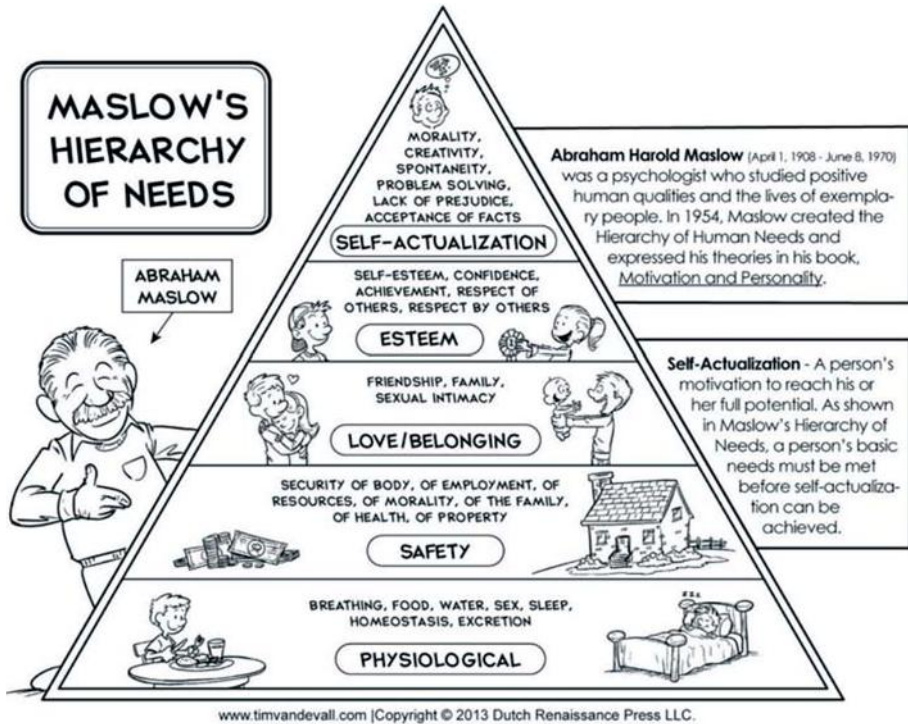 MASLOW'S
HIERARCHY
OF NEEDS
ABRAHAM
MASLOW
MORALITY,
CREATIVITY,
SPONTANEITY,
PROBLEM SOLVING,
LACK OF PREJUDICE,
ACCEPTANCE OF FACTS
SELF-ACTUALIZATION
SELF-ESTEEM, CONFIDENCE,
ACHIEVEMENT, RESPECT OF
OTHERS, RESPECT BY OTHERS
ESTEEM
FRIENDSHIP, FAMILY,
SEXUAL INTIMACY
LOVE/BELONGING
SECURITY OF BODY, OF EMPLOYMENT, OF
RESOURCES, OF MORALITY, OF THE FAMILY,
OF HEALTH, OF PROPERTY
SAFETY
BREATHING, FOOD, WATER, SEX, SLEEP,
HOMEOSTASIS, EXCRETION
PHYSIOLOGICAL
Abraham Harold Maslow (April 1, 1908 - June 8, 1970)
was a psychologist who studied positive
human qualities and the lives of exempla-
ry people. In 1954, Maslow created the
Hierarchy of Human Needs and
expressed his theories in his book,
Motivation and Personality.
Self-Actualization - A person's
motivation to reach his or
her full potential. As shown
in Maslow's Hierarchy of
Needs, a person's basic
needs must be met
before self-actualiza-
tion can be
achieved.
www.timvandevall.com |Copyright © 2013 Dutch Renaissance Press LLC.